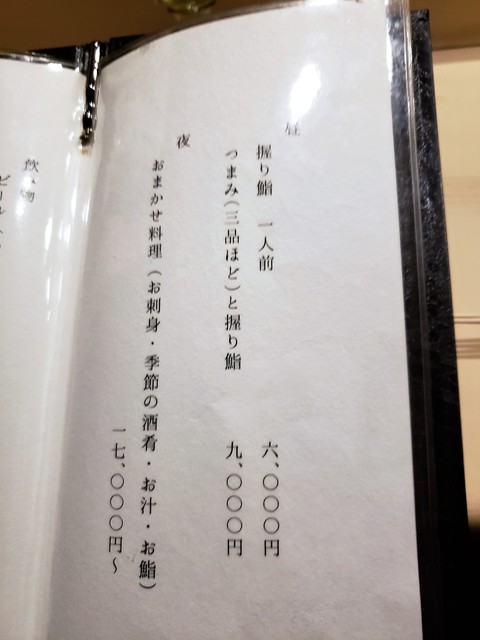 昼
握り鮨　一人前　六、〇〇〇円
つまみ（三品ほど）と握り鮨　九、〇〇〇円
夜
おまかせ料理（お刺身・季節の酒肴・お汁・お鮨）
一七、〇〇〇円～
飲み物